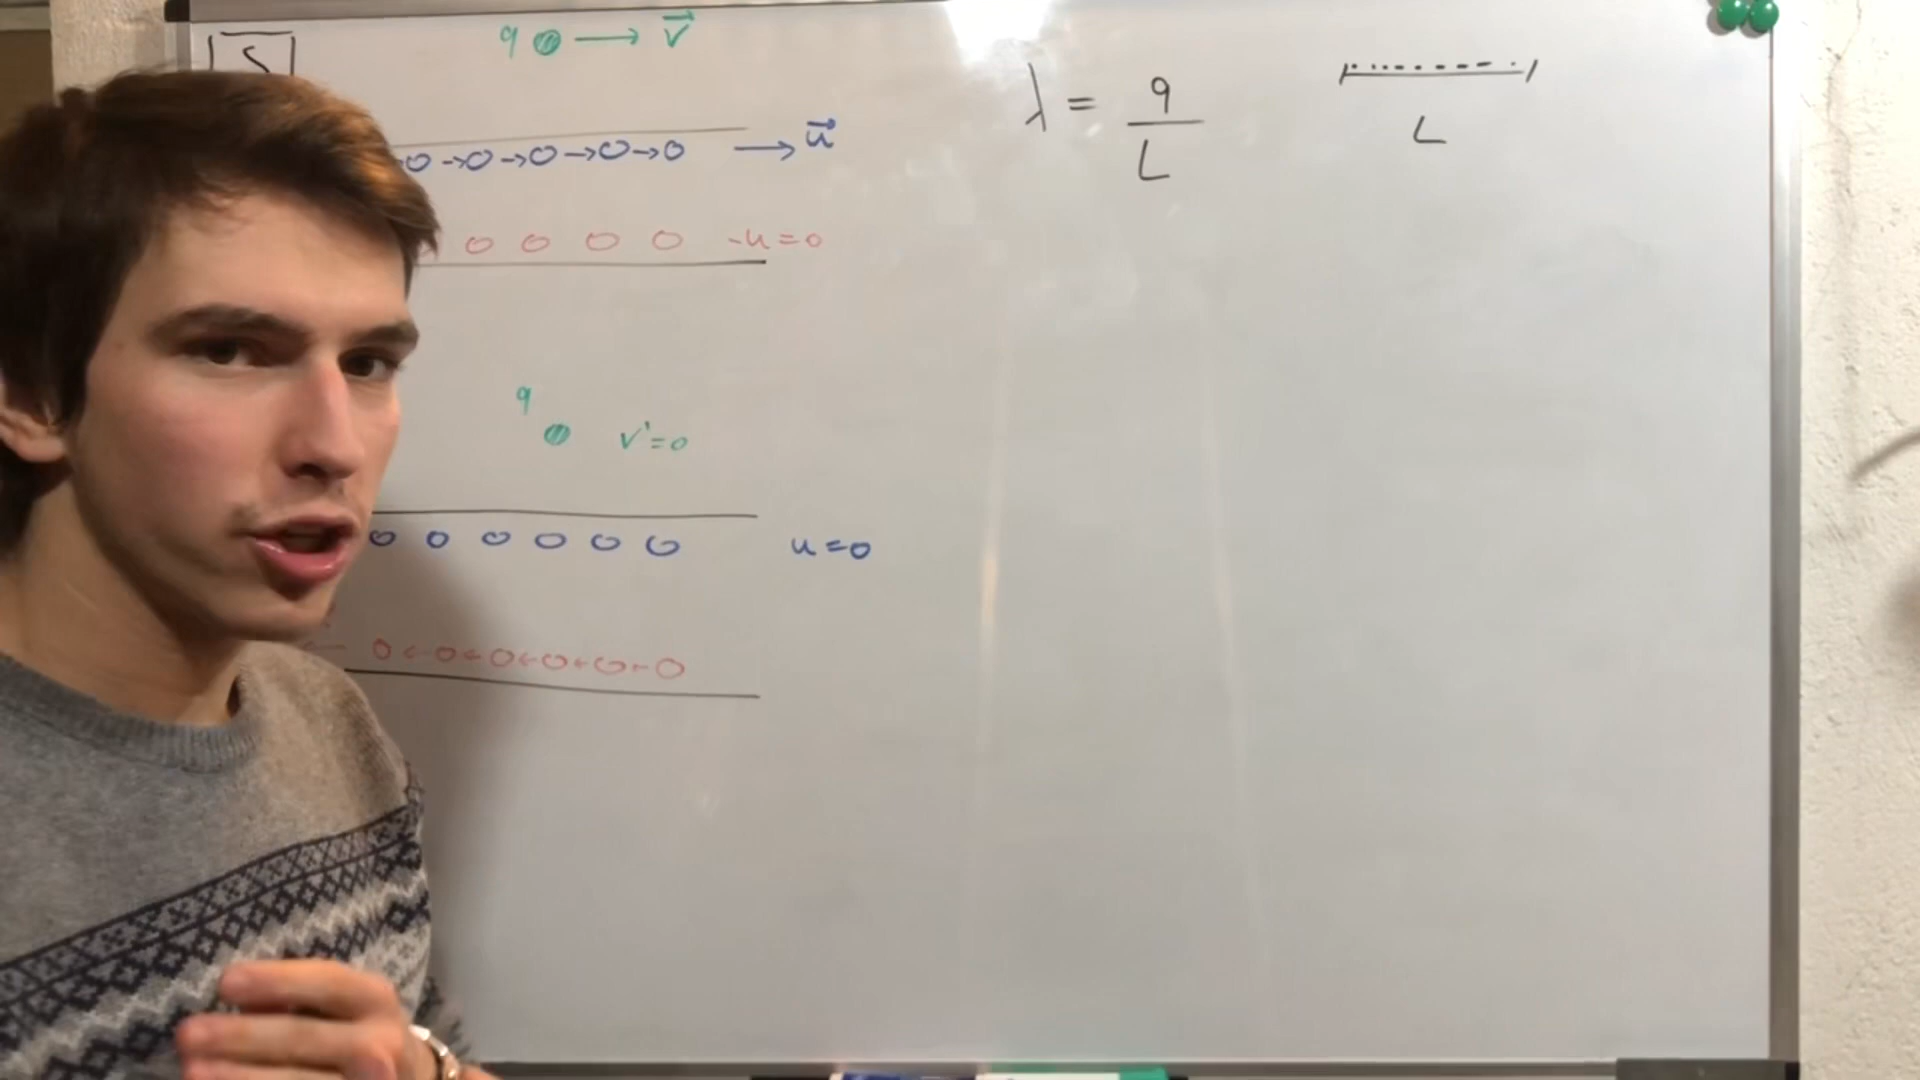 S
q → v⃗
→ u⃗
-u=0
q
v'=0
u=0
λ = q/L
L